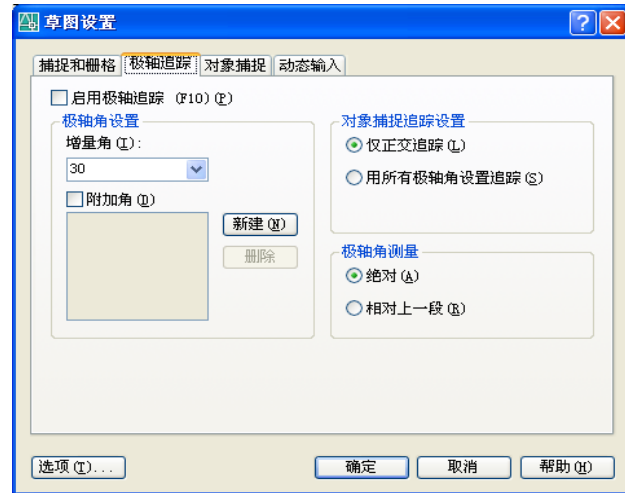 草图设置
捕捉和栅格 极轴追踪 对象捕捉 动态输入
启用极轴追踪 (F10)(P)
极轴角设置
增量角(I):
30
附加角(D)
新建(N)
删除
对象捕捉追踪设置
仅正交追踪(L)
用所有极轴角设置追踪(S)
极轴角测量
绝对(A)
相对上一段(R)
选项(T)... 确定 取消 帮助(H)